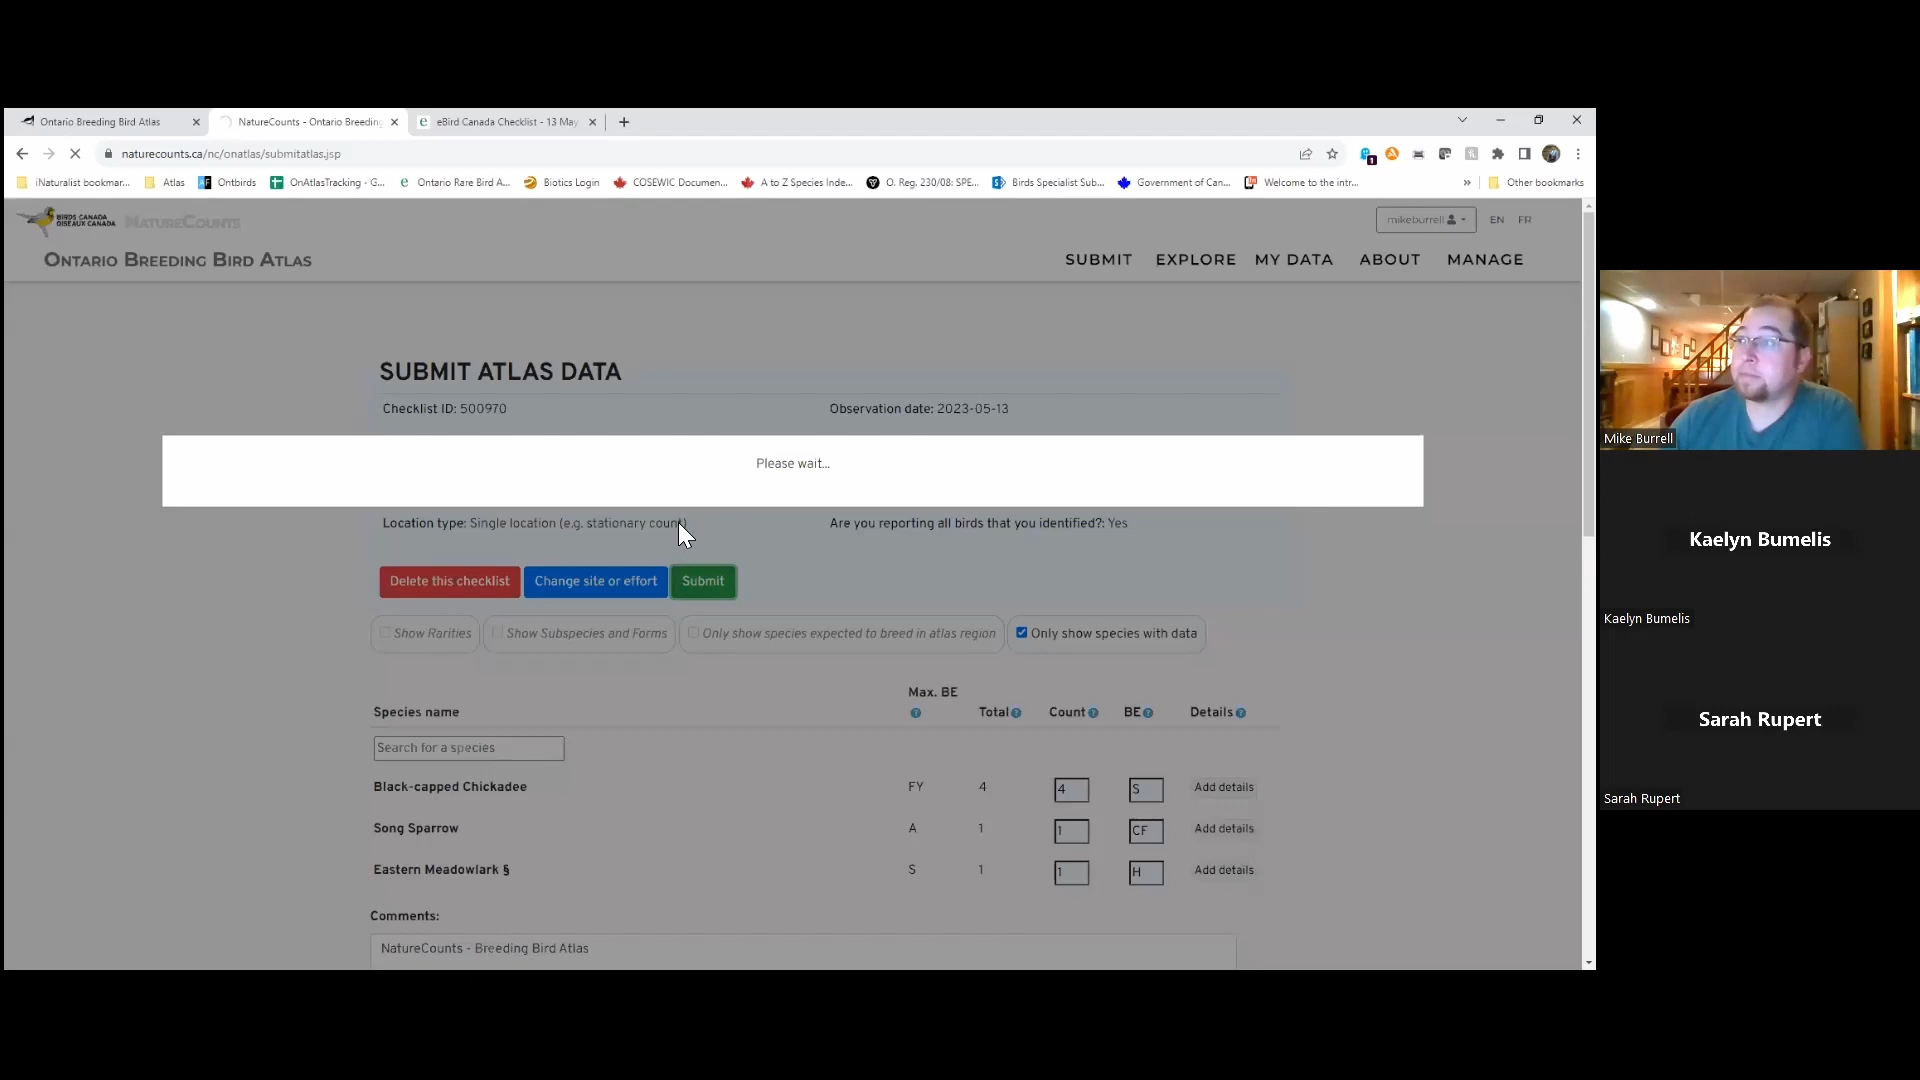 Ontario Breeding Bird Atlas
NatureCounts - Ontario Breeding
eBird Canada Checklist - 13 May
naturecounts.ca/nc/onatlas/submitatlas.jsp
1
iNaturalist bookmar...
Atlas
Ontbirds
OnAtlasTracking - G...
Ontario Rare Bird A...
Biotics Login
COSEWIC Documen...
A to Z Species Inde...
O. Reg. 230/08: SPE...
Birds Specialist Sub...
Government of Can...
Welcome to the intr...
»
Other bookmarks
BIRDS CANADA
OISEAUX CANADA
NATURECOUNTS
mikeburrell
EN FR
ONTARIO BREEDING BIRD ATLAS
SUBMIT EXPLORE MY DATA ABOUT MANAGE
SUBMIT ATLAS DATA
Checklist ID: 500970
Observation date: 2023-05-13
Please wait...
Location type: Single location (e.g. stationary count)
Are you reporting all birds that you identified?: Yes
Delete this checklist
Change site or effort
Submit
Show Rarities
Show Subspecies and Forms
Only show species expected to breed in atlas region
Only show species with data
Species name Max. BE Total Count BE Details
Search for a species
Black-capped Chickadee FY 4 4 S Add details
Song Sparrow A 1 1 CF Add details
Eastern Meadowlark § S 1 1 H Add details
Comments:
NatureCounts - Breeding Bird Atlas
Mike Burrell
Kaelyn Bumelis
Kaelyn Bumelis
Sarah Rupert
Sarah Rupert